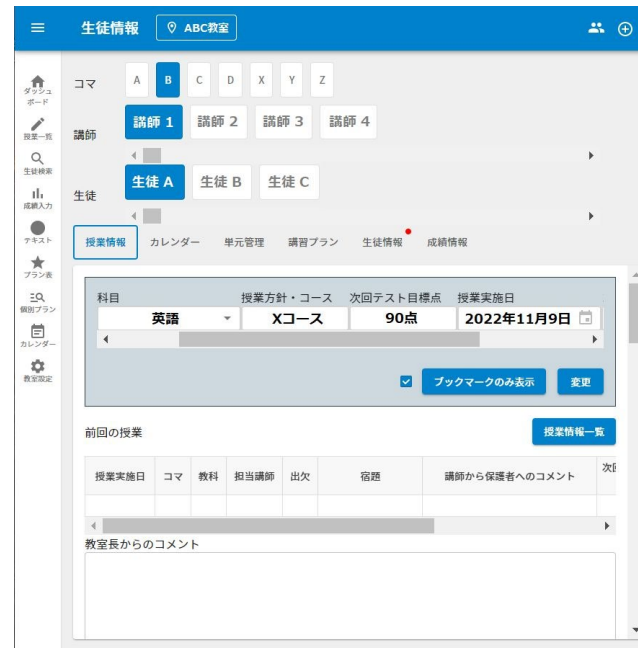 生徒情報 ABC教室
コマ A B C D X Y Z
講師 講師 1 講師 2 講師 3 講師 4
生徒 生徒 A 生徒 B 生徒 C
ダッシュ
ボード
授業一覧
生徒検索
成績入力
テキスト
プラン表
個別プラン
カレンダー
教室設定
授業情報 カレンダー 単元管理 講習プラン 生徒情報 成績情報
科目 授業方針・コース 次回テスト目標点 授業実施日
英語 Xコース 90点 2022年11月9日
ブックマークのみ表示 変更
前回の授業 授業情報一覧
授業実施日 コマ 教科 担当講師 出欠 宿題 講師から保護者へのコメント 次
教室長からのコメント